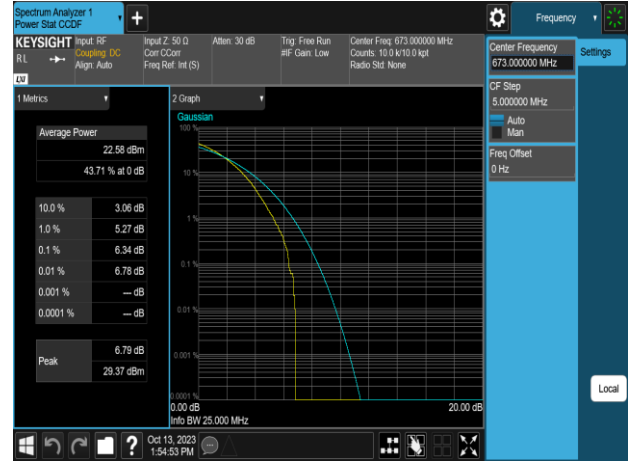 Spectrum Analyzer 1
Power Stat CCDF
Frequency
KEYSIGHT
Input: RF
Coupling: DC
Align: Auto
Input Z: 50 Ω
Corr CCorr
Freq Ref: Int (S)
Atten: 30 dB
Trig: Free Run
#IF Gain: Low
Center Freq: 673.000000 MHz
Counts: 10.0 k/10.0 kpt
Radio Std: None
RL
LXI
Center Frequency
673.000000 MHz
Settings
CF Step
5.000000 MHz
Auto
Man
Freq Offset
0 Hz
Local
1 Metrics
Average Power
22.58 dBm
43.71 % at 0 dB
10.0 % 3.06 dB
1.0 % 5.27 dB
0.1 % 6.34 dB
0.01 % 6.78 dB
0.001 % --- dB
0.0001 % --- dB
Peak
6.79 dB
29.37 dBm
2 Graph
Gaussian
100 %
10 %
1 %
0.1 %
0.01 %
0.001 %
0.0001 %
0.00 dB 20.00 dB
Info BW 25.000 MHz
?
Oct 13, 2023
1:54:53 PM